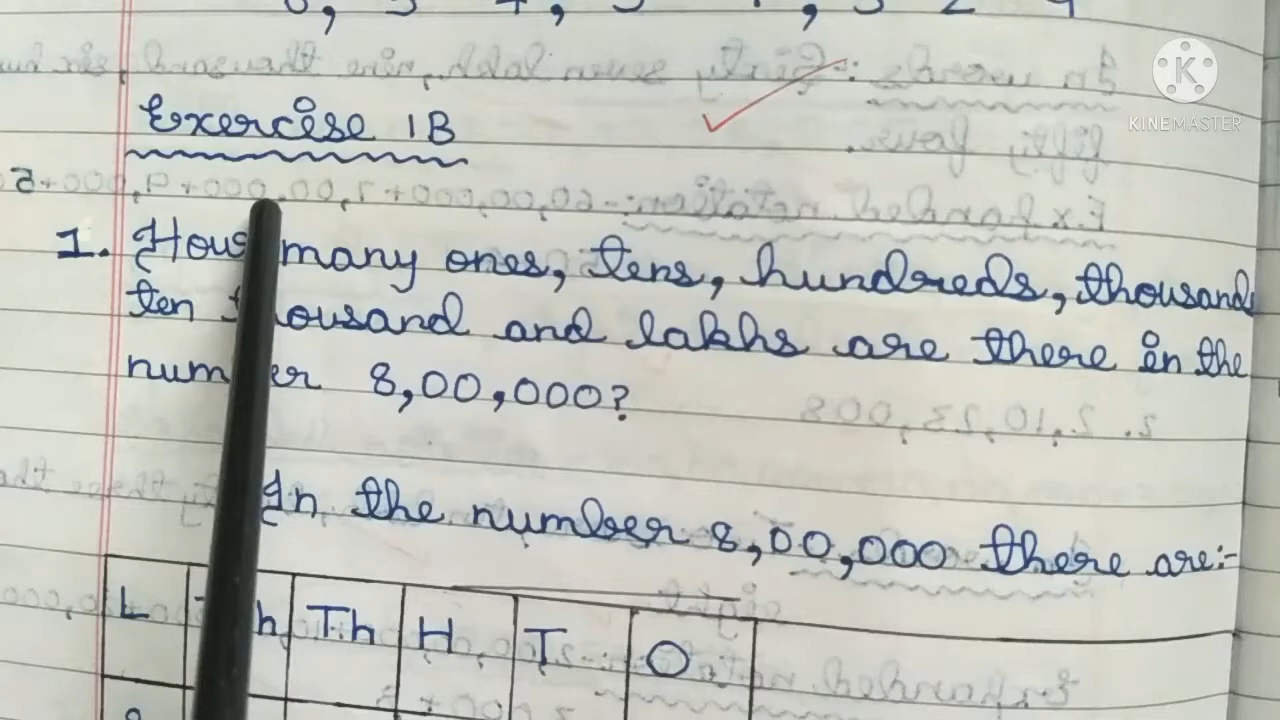 KINEMASTER
Exercise 1B
1. How many ones, tens, hundreds, thousands
ten thousand and lakhs are there in the
number 8,00,000?
In the number 8,00,000 there are:-
L Th Th H T O